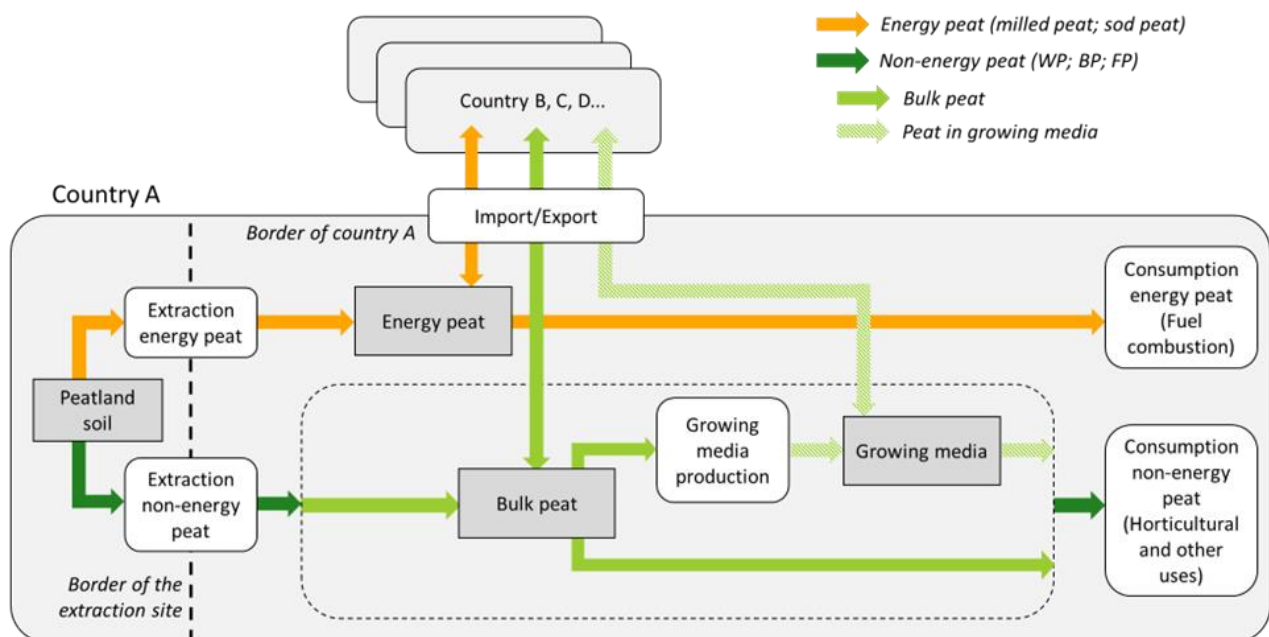 Energy peat (milled peat; sod peat)
Non-energy peat (WP; BP; FP)
Bulk peat
Peat in growing media
Country B, C, D...
Country A
Import/Export
Border of country A
Extraction
energy peat
Energy peat
Consumption
energy peat
(Fuel
combustion)
Peatland
soil
Growing
media
production
Growing media
Extraction
non-energy
peat
Bulk peat
Consumption
non-energy
peat
(Horticultural
and other
uses)
Border of the
extraction site